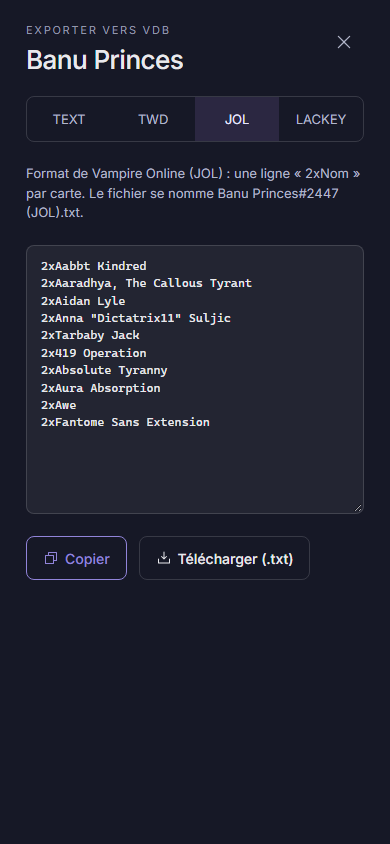 EXPORTER VERS VDB
Banu Princes
TEXT TWD JOL LACKEY
Format de Vampire Online (JOL) : une ligne « 2xNom »
par carte. Le fichier se nomme Banu Princes#2447
(JOL).txt.
2xAabbt Kindred
2xAaradhya, The Callous Tyrant
2xAidan Lyle
2xAnna "Dictatrix11" Suljic
2xTarbaby Jack
2x419 Operation
2xAbsolute Tyranny
2xAura Absorption
2xAwe
2xFantome Sans Extension
Copier Télécharger (.txt)